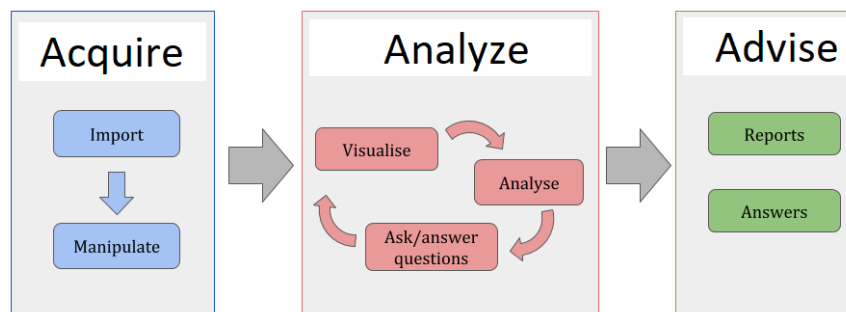 Acquire
Import
Manipulate
Analyze
Visualise
Analyse
Ask/answer
questions
Advise
Reports
Answers